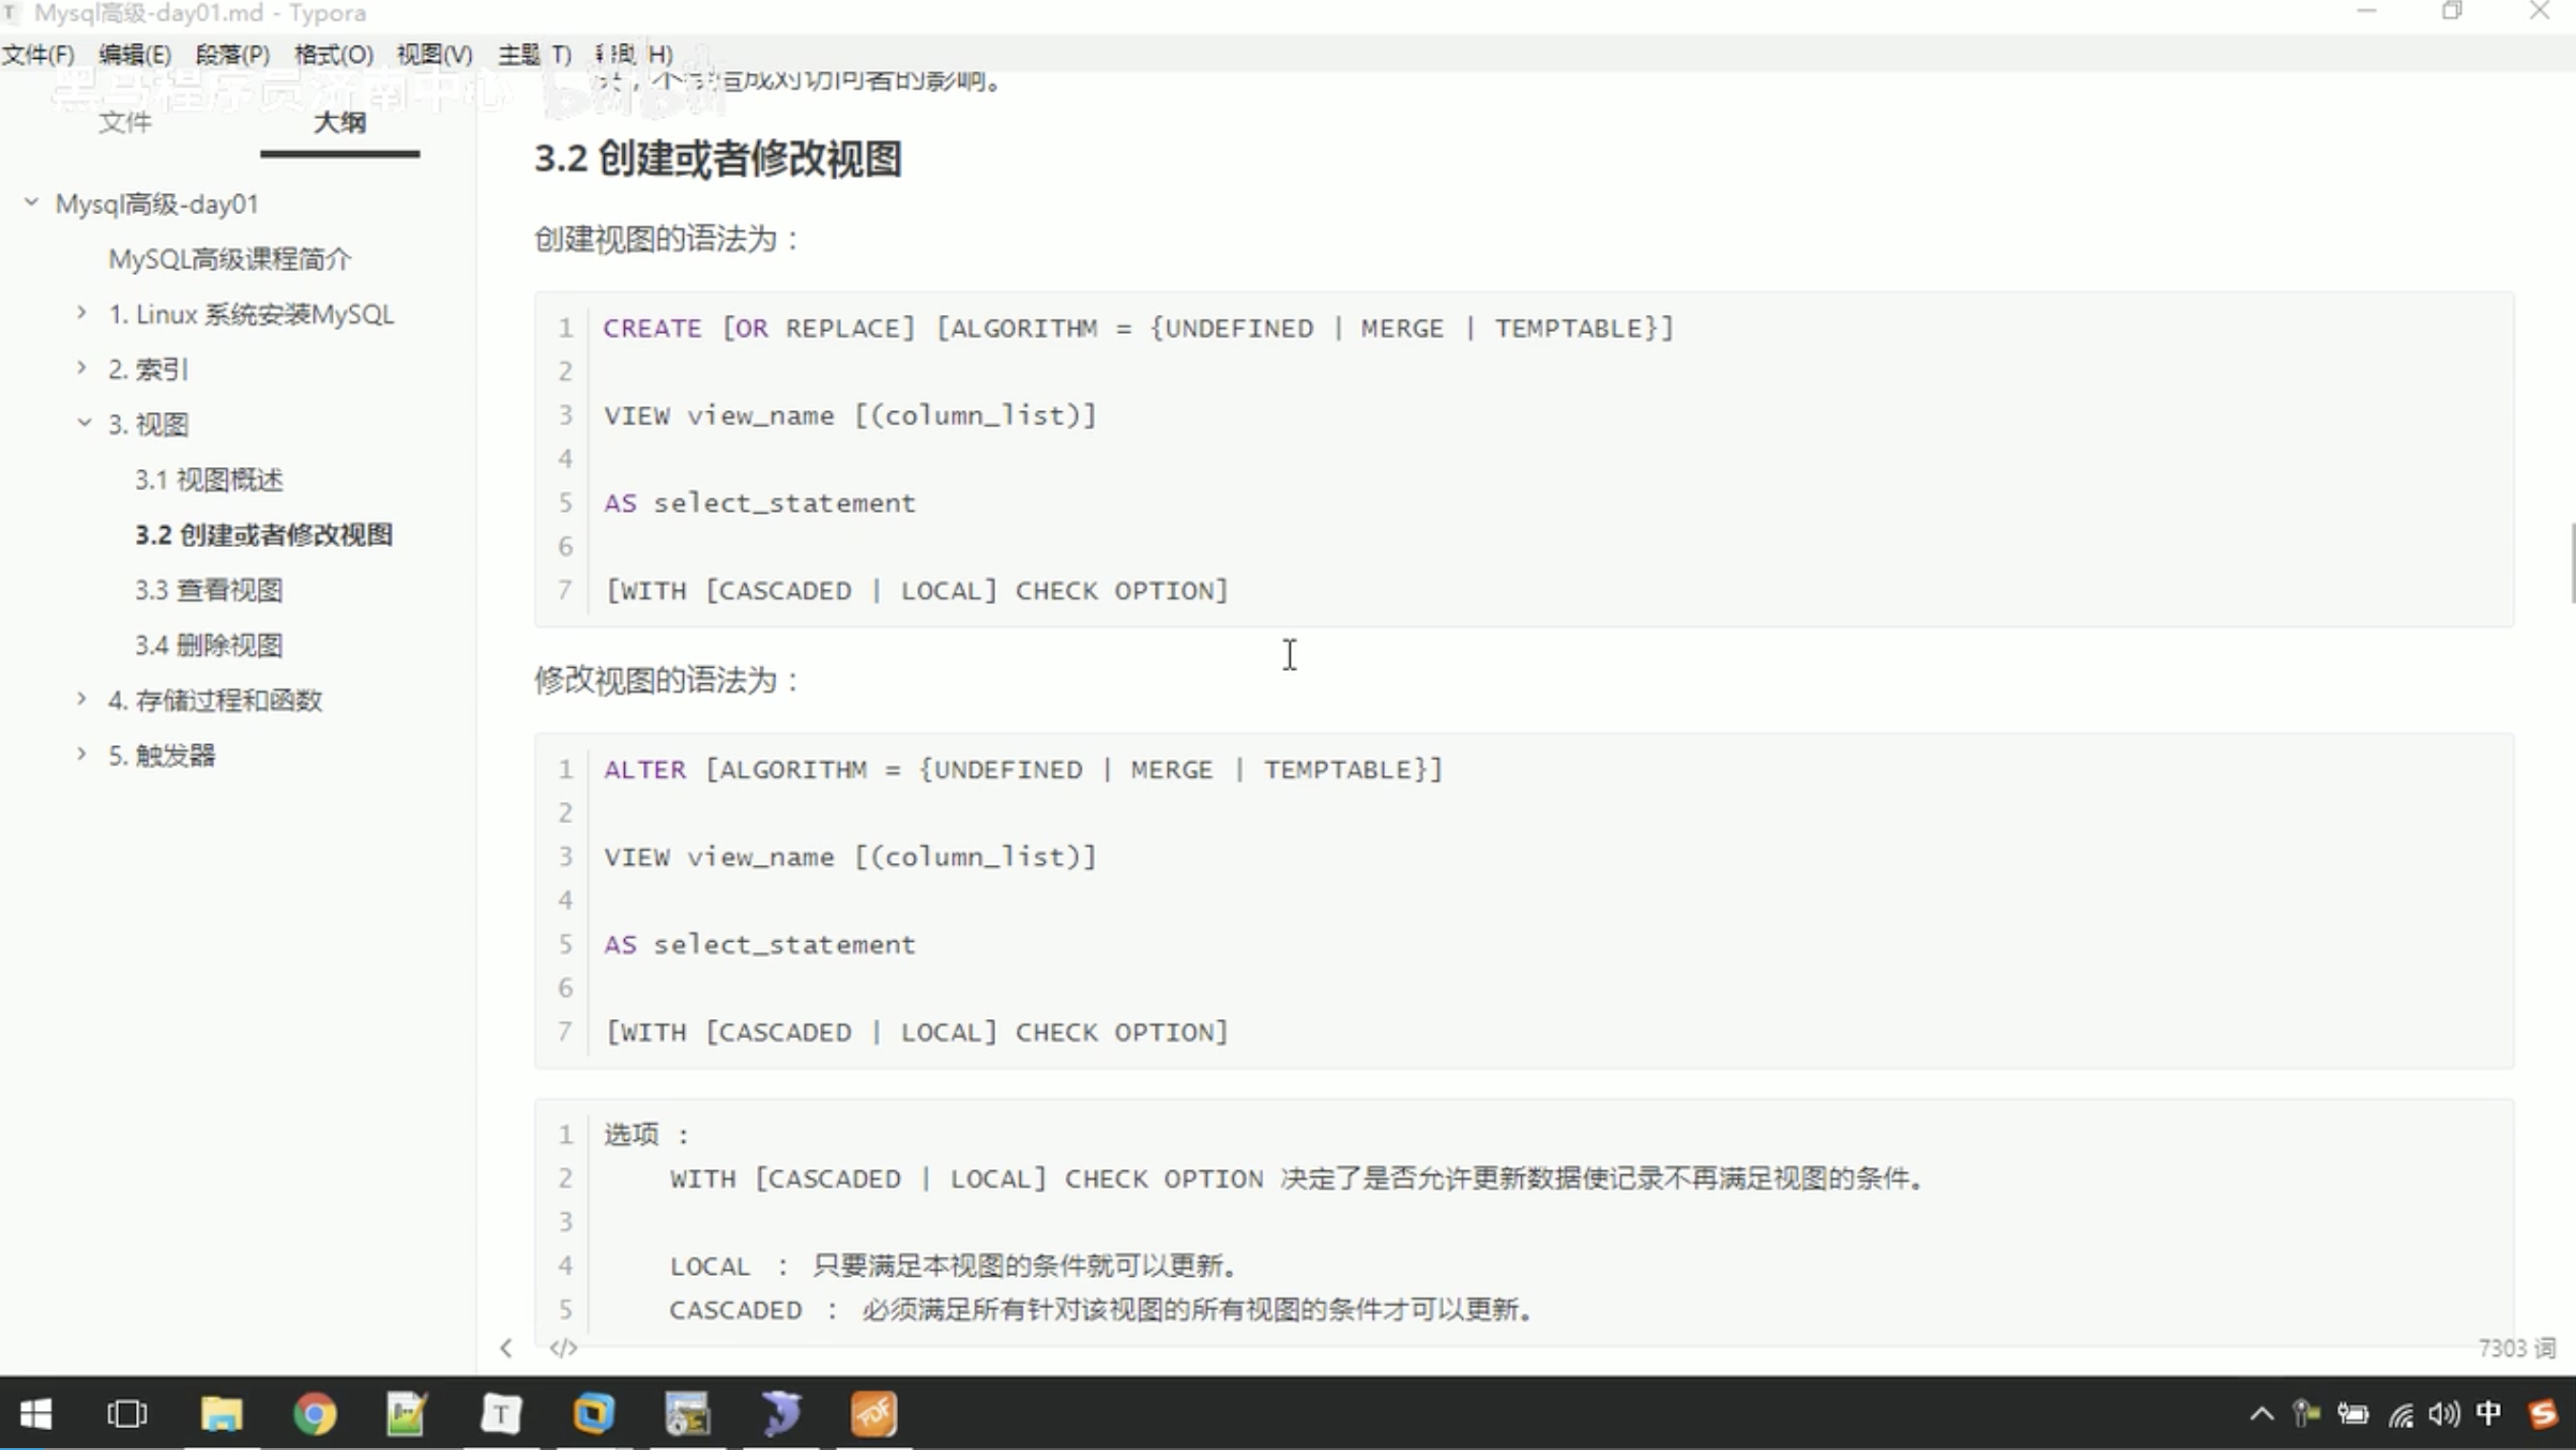 Mysql高级-day01.md - Typora
文件(F) 编辑(E) 段落(P) 格式(O) 视图(V) 主题(T) 帮助(H)
黑马程序员济南中心 bilibili
文件 大纲
Mysql高级-day01
MySQL高级课程简介
1. Linux 系统安装MySQL
2. 索引
3. 视图
3.1 视图概述
3.2 创建或者修改视图
3.3 查看视图
3.4 删除视图
4. 存储过程和函数
5. 触发器
造成对访问者的影响。
3.2 创建或者修改视图
创建视图的语法为：
1 CREATE [OR REPLACE] [ALGORITHM = {UNDEFINED | MERGE | TEMPTABLE}]
2
3 VIEW view_name [(column_list)]
4
5 AS select_statement
6
7 [WITH [CASCADED | LOCAL] CHECK OPTION]
修改视图的语法为：
1 ALTER [ALGORITHM = {UNDEFINED | MERGE | TEMPTABLE}]
2
3 VIEW view_name [(column_list)]
4
5 AS select_statement
6
7 [WITH [CASCADED | LOCAL] CHECK OPTION]
1 选项 :
2 WITH [CASCADED | LOCAL] CHECK OPTION 决定了是否允许更新数据使记录不再满足视图的条件。
3
4 LOCAL ： 只要满足本视图的条件就可以更新。
5 CASCADED ： 必须满足所有针对该视图的所有视图的条件才可以更新。
7303 词
中